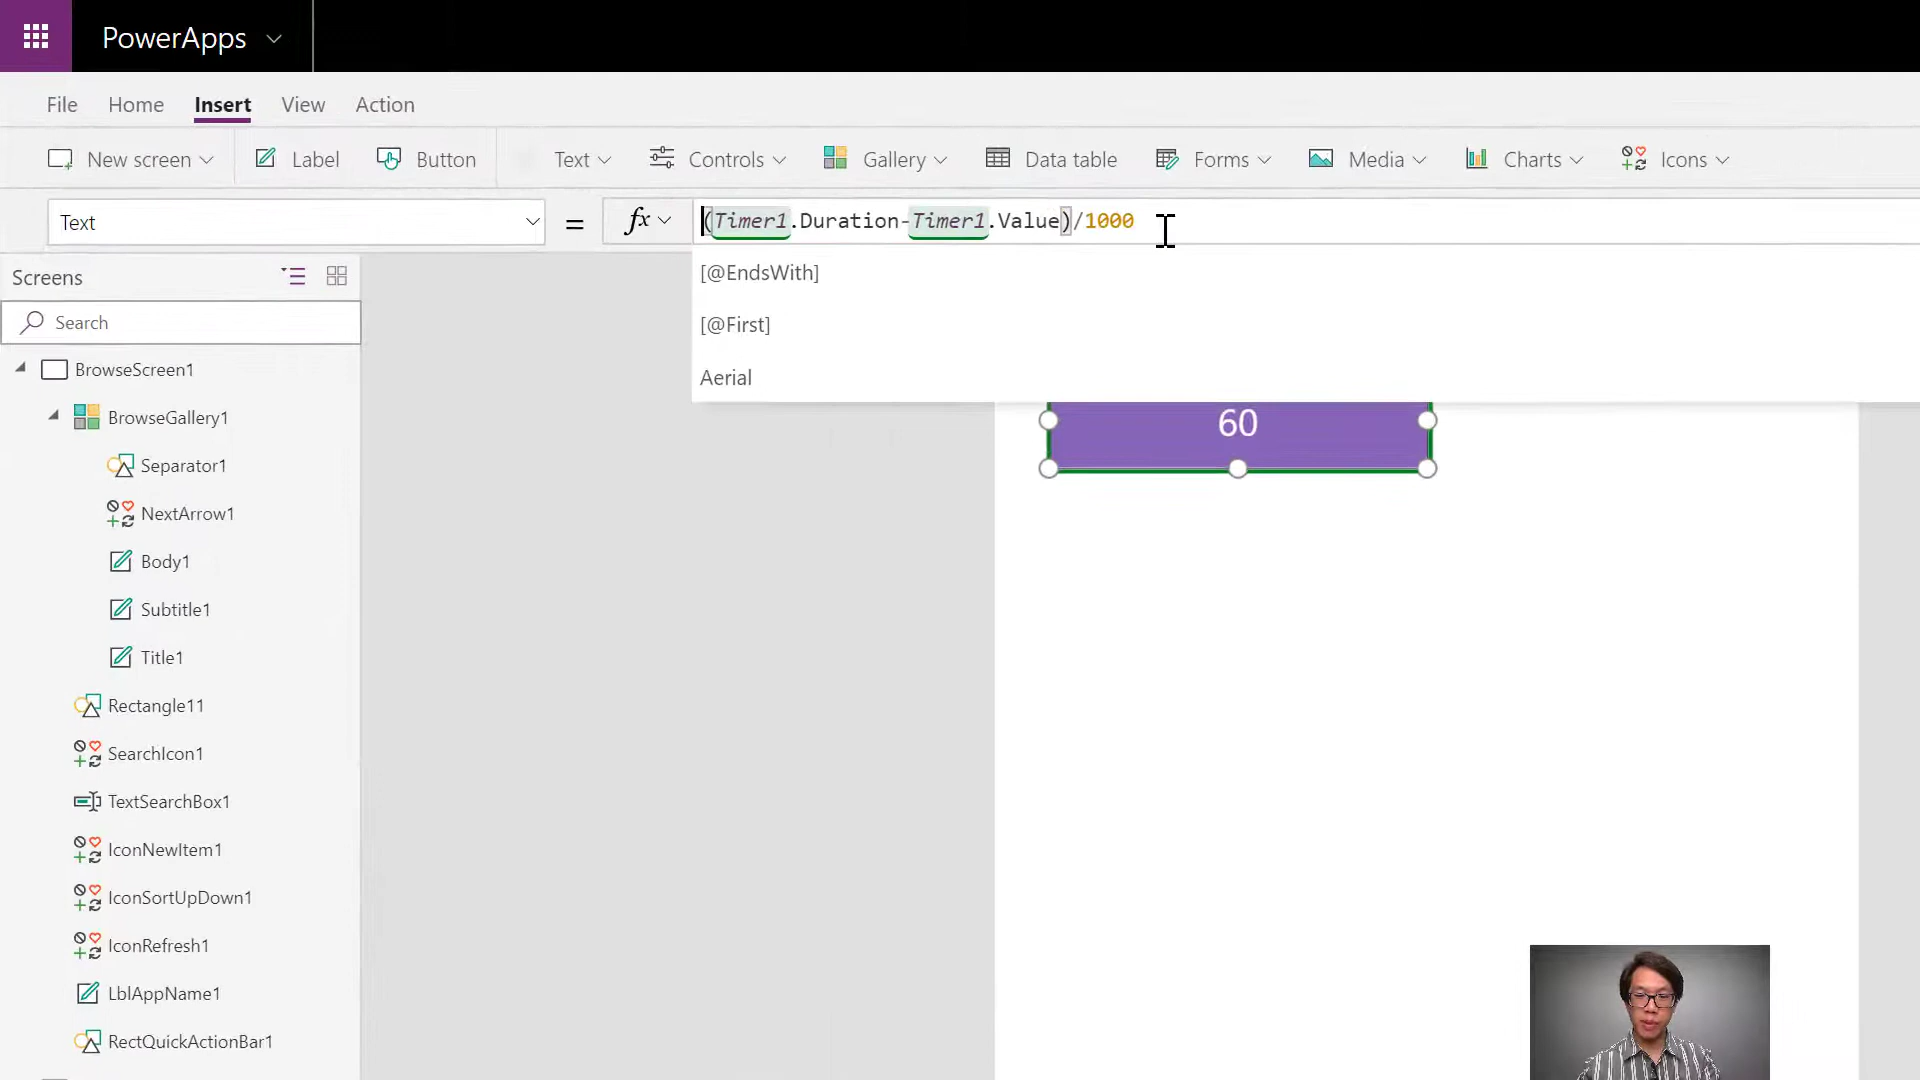 PowerApps
File Home Insert View Action
New screen Label Button Text Controls Gallery Data table Forms Media Charts Icons
Text = fx (Timer1.Duration-Timer1.Value)/1000
[@EndsWith]
[@First]
Aerial
60
Screens
Search
BrowseScreen1
BrowseGallery1
Separator1
NextArrow1
Body1
Subtitle1
Title1
Rectangle11
SearchIcon1
TextSearchBox1
IconNewItem1
IconSortUpDown1
IconRefresh1
LblAppName1
RectQuickActionBar1